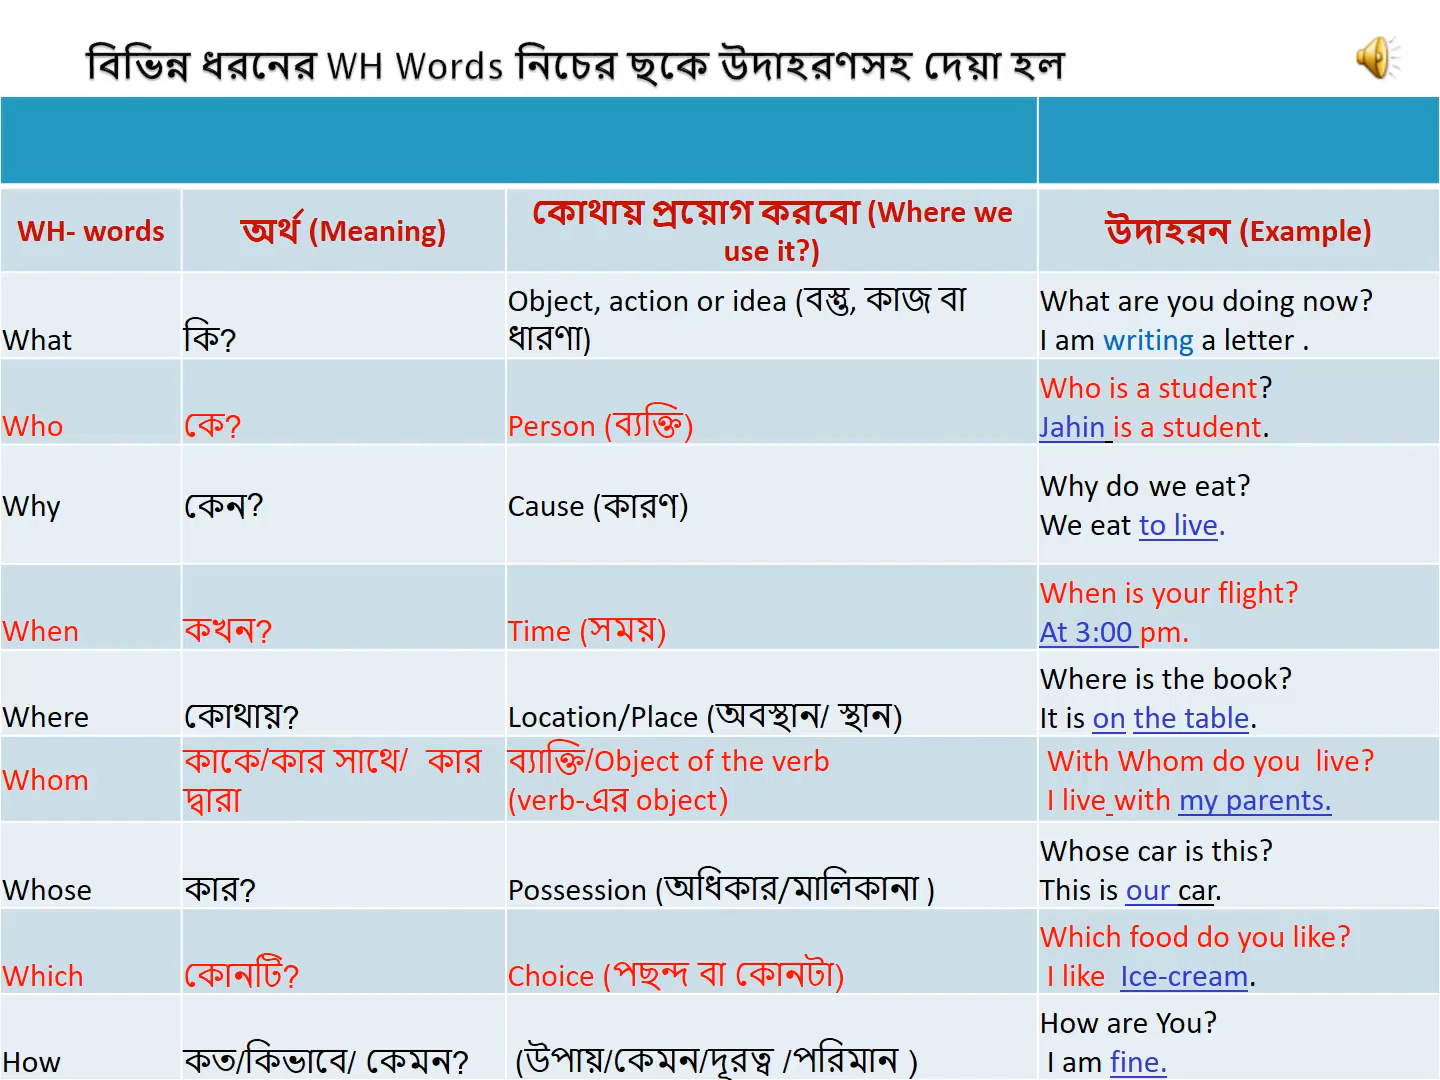 বিভিন্ন ধরনের WH Words নিচের ছকে উদাহরণসহ দেয়া হল
WH- words
অর্থ (Meaning)
কোথায় প্রয়োগ করবো (Where we
use it?)
উদাহরন (Example)
What
কি?
Object, action or idea (বস্তু, কাজ বা
ধারণা)
What are you doing now?
I am writing a letter .
Who
কে?
Person (ব্যক্তি)
Who is a student?
Jahin is a student.
Why
কেন?
Cause (কারণ)
Why do we eat?
We eat to live.
When
কখন?
Time (সময়)
When is your flight?
At 3:00 pm.
Where
কোথায়?
Location/Place (অবস্থান/ স্থান)
Where is the book?
It is on the table.
Whom
কাকে/কার সাথে/ কার
দ্বারা
ব্যাক্তি/Object of the verb
(verb-এর object)
With Whom do you live?
I live with my parents.
Whose
কার?
Possession (অধিকার/মালিকানা )
Whose car is this?
This is our car.
Which
কোনটি?
Choice (পছন্দ বা কোনটা)
Which food do you like?
I like Ice-cream.
How
কত/কিভাবে/ কেমন?
(উপায়/কেমন/দূরত্ব /পরিমান )
How are You?
I am fine.